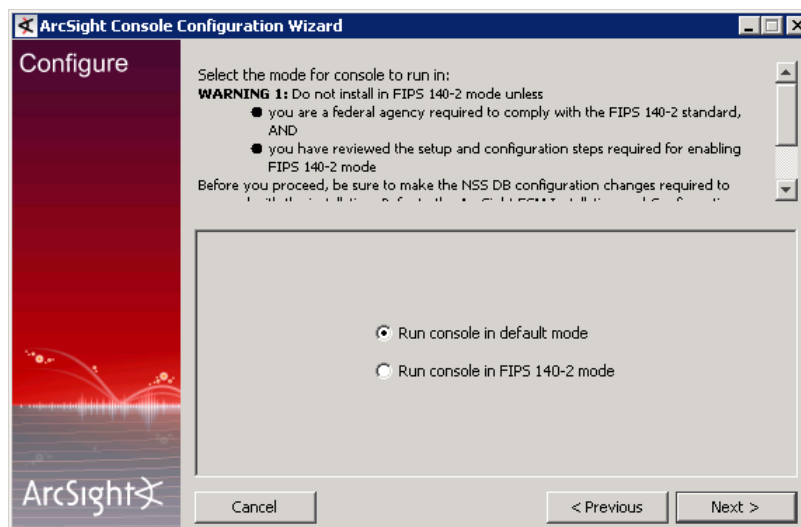 ArcSight Console Configuration Wizard
Configure
Select the mode for console to run in:
WARNING 1: Do not install in FIPS 140-2 mode unless
● you are a federal agency required to comply with the FIPS 140-2 standard,
AND
● you have reviewed the setup and configuration steps required for enabling
FIPS 140-2 mode
Before you proceed, be sure to make the NSS DB configuration changes required to
Run console in default mode
Run console in FIPS 140-2 mode
ArcSight
Cancel
< Previous
Next >